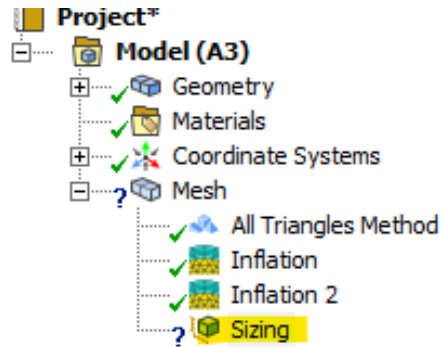 Project*
Model (A3)
Geometry
Materials
Coordinate Systems
? Mesh
All Triangles Method
Inflation
Inflation 2
? Sizing